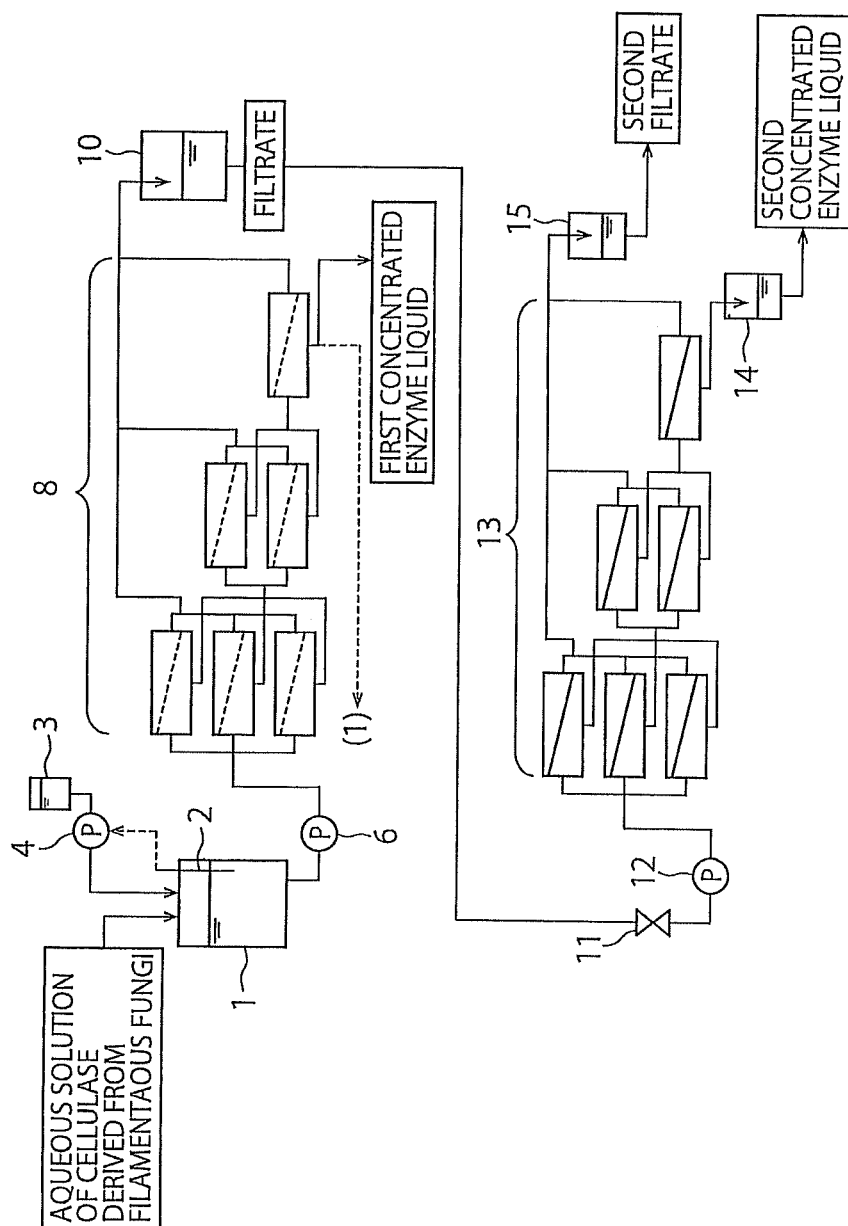 AQUEOUS SOLUTION
OF CELLULASE
DERIVED FROM
FILAMENTAOUS FUNGI
1
2
3
4
P
6
P
8
(1)
FIRST CONCENTRATED
ENZYME LIQUID
10
FILTRATE
11
12
P
13
14
15
SECOND
FILTRATE
SECOND
CONCENTRATED
ENZYME LIQUID